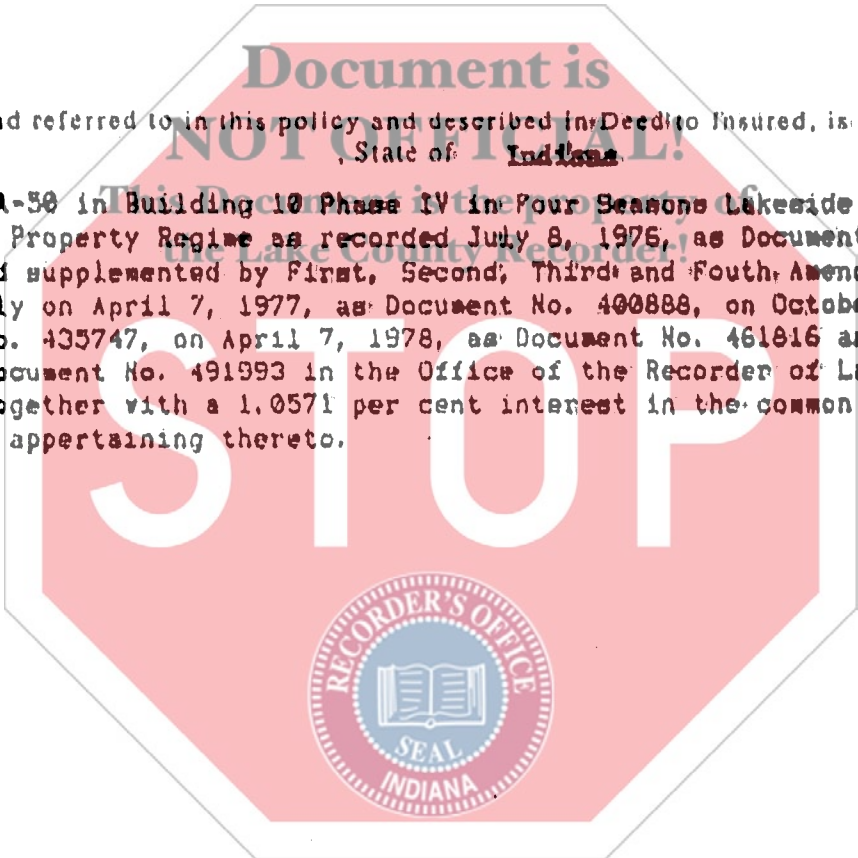 Document is
nd referred to in this policy and described in Deed to Insured, is
NOT OFFICIAL!
, State of Indiana
A-50 in Building 10 Phase IV in Four Seasons Lakeside
This Document is the property of
Property Regime as recorded July 8, 1976, as Document
the Lake County Recorder!
d supplemented by First, Second, Third and Fouth Amend
ly on April 7, 1977, as Document No. 400888, on Octobe
o. 435747, on April 7, 1978, as Document No. 461816 a
ocument No. 491993 in the Office of the Recorder of La
ogether with a 1.0571 per cent interest in the common
appertaining thereto.
STOP
RECORDER'S OFFICE
SEAL
INDIANA